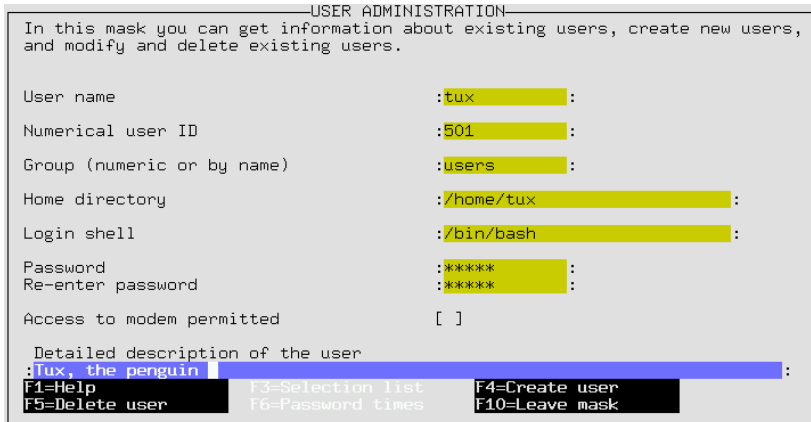 USER ADMINISTRATION
In this mask you can get information about existing users, create new users,
and modify and delete existing users.
User name :tux :
Numerical user ID :501 :
Group (numeric or by name) :users :
Home directory :/home/tux :
Login shell :/bin/bash :
Password :***** :
Re-enter password :***** :
Access to modem permitted [ ]
Detailed description of the user
:Tux, the penguin :
F1=Help F3=Selection list F4=Create user
F5=Delete user F6=Password times F10=Leave mask